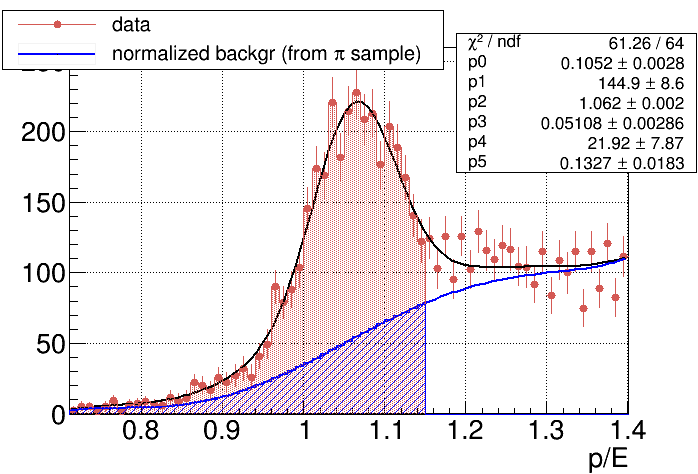 data
normalized backgr (from π sample)
χ² / ndf 61.26 / 64
p0 0.1052 ± 0.0028
p1 144.9 ± 8.6
p2 1.062 ± 0.002
p3 0.05108 ± 0.00286
p4 21.92 ± 7.87
p5 0.1327 ± 0.0183
200
150
100
50
0
0.8 0.9 1 1.1 1.2 1.3 1.4
p/E